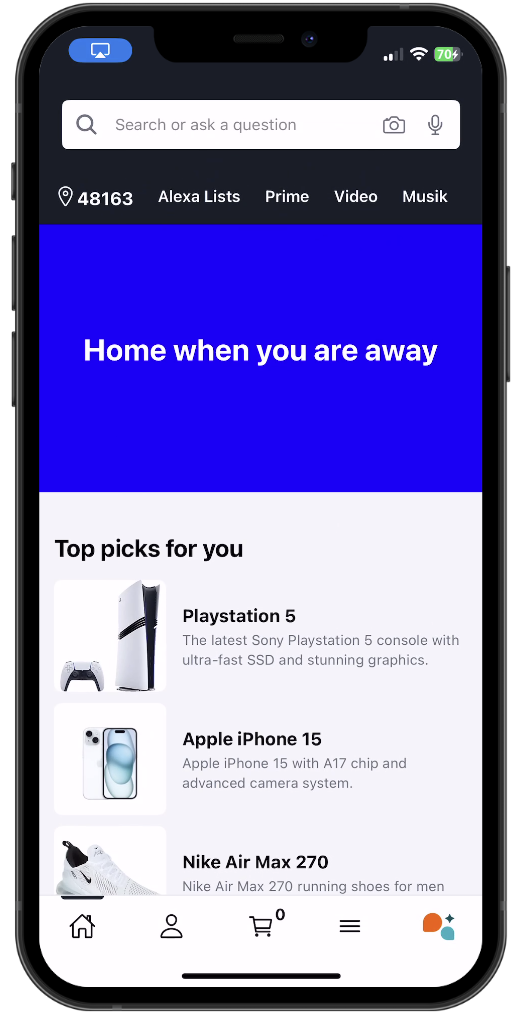 70
Search or ask a question
48163
Alexa Lists
Prime
Video
Musik
Home when you are away
Top picks for you
Playstation 5
The latest Sony Playstation 5 console with
ultra-fast SSD and stunning graphics.
Apple iPhone 15
Apple iPhone 15 with A17 chip and
advanced camera system.
Nike Air Max 270
Nike Air Max 270 running shoes for men
0